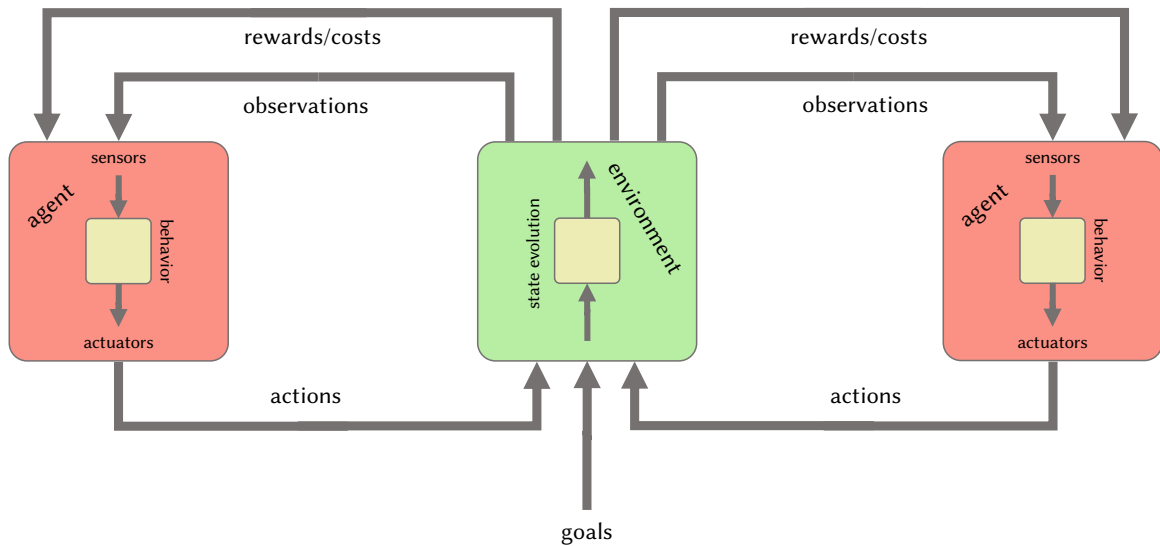 rewards/costs
rewards/costs
observations
observations
sensors
agent
behavior
actuators
environment
state evolution
sensors
agent
behavior
actuators
actions
actions
goals